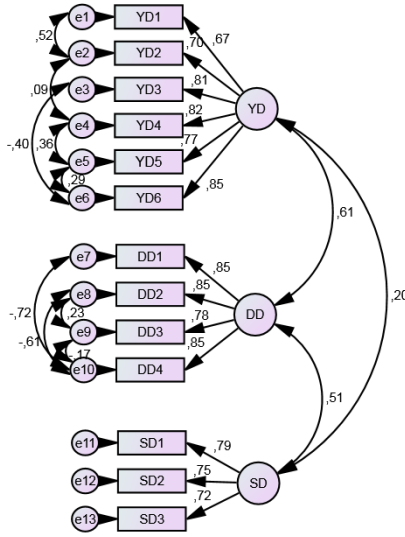 e1 YD1 ,67
,52
e2 YD2 ,70
e3 YD3 ,81
,09
e4 YD4 ,82
YD
-,40 ,36
e5 YD5 ,77
,29
e6 YD6 ,85
,61
e7 DD1 ,85
,20
e8 DD2 ,85
-,72 ,23
e9 DD3 ,78
DD
-,61 -,17
e10 DD4 ,85
,51
e11 SD1 ,79
e12 SD2 ,75
SD
e13 SD3 ,72